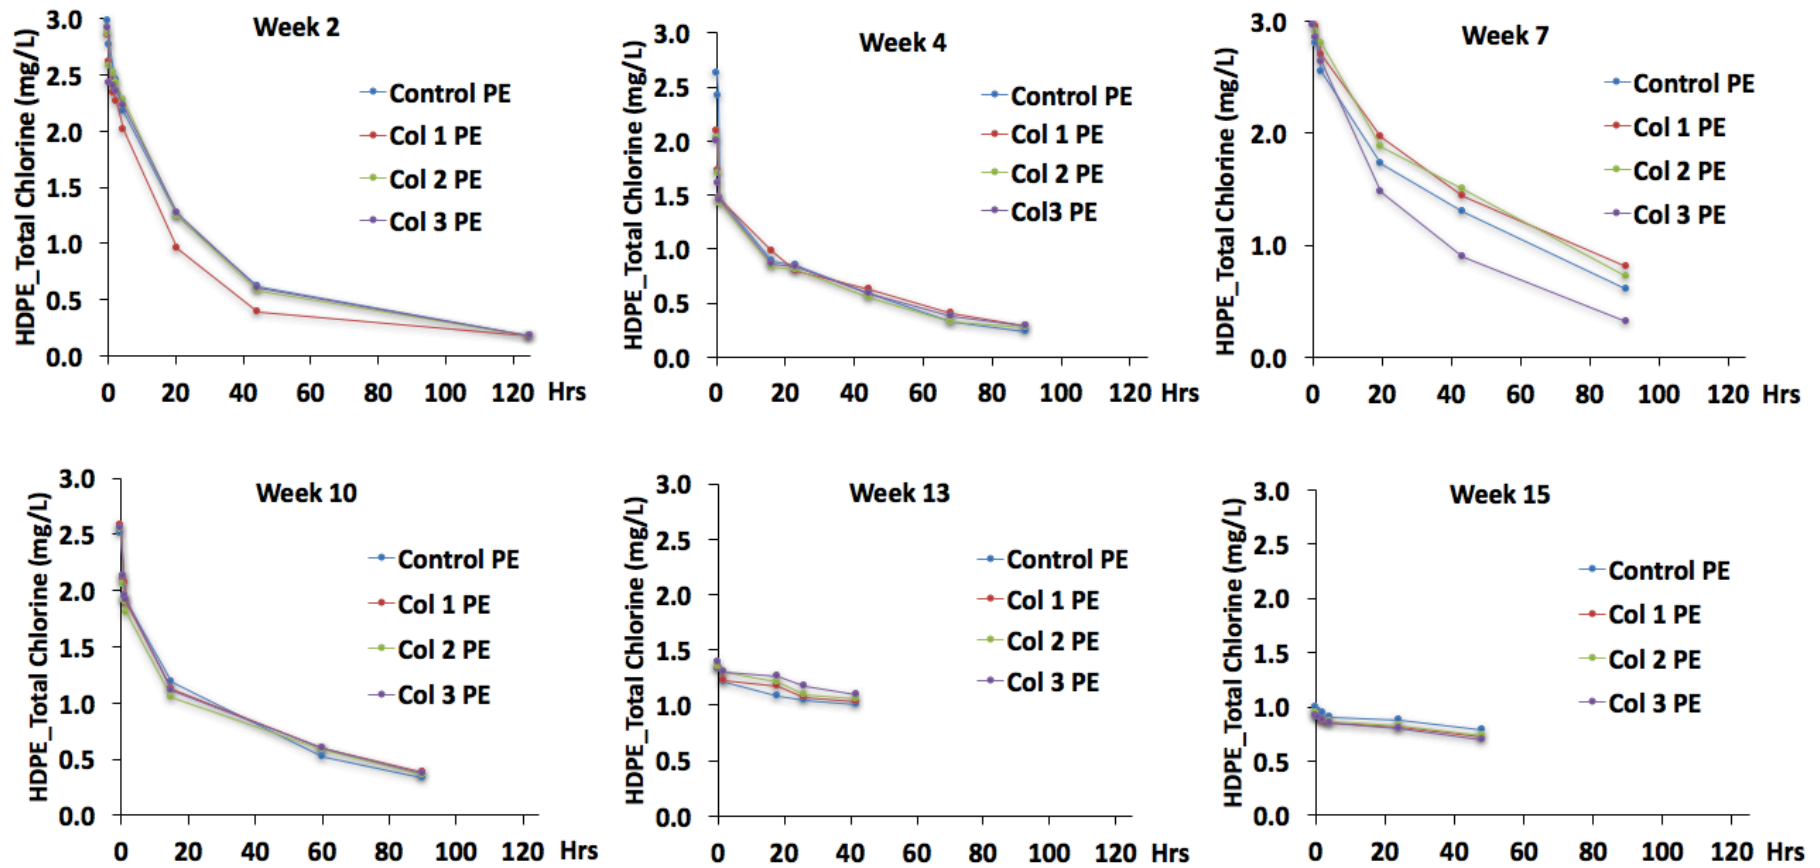 Week 2
HDPE_Total Chlorine (mg/L)
3.0
2.5
2.0
1.5
1.0
0.5
0.0
0 20 40 60 80 100 120 Hrs
Control PE
Col 1 PE
Col 2 PE
Col 3 PE
Week 4
HDPE_Total Chlorine (mg/L)
3.0
2.5
2.0
1.5
1.0
0.5
0.0
0 20 40 60 80 100 120 Hrs
Control PE
Col 1 PE
Col 2 PE
Col3 PE
Week 7
HDPE_Total Chlorine (mg/L)
3.0
2.0
1.0
0.0
0 20 40 60 80 100 120 Hrs
Control PE
Col 1 PE
Col 2 PE
Col 3 PE
Week 10
HDPE_Total Chlorine (mg/L)
3.0
2.5
2.0
1.5
1.0
0.5
0.0
0 20 40 60 80 100 120 Hrs
Control PE
Col 1 PE
Col 2 PE
Col 3 PE
Week 13
HDPE_Total Chlorine (mg/L)
3.0
2.5
2.0
1.5
1.0
0.5
0.0
0 20 40 60 80 100 120 Hrs
Control PE
Col 1 PE
Col 2 PE
Col 3 PE
Week 15
HDPE_Total Chlorine (mg/L)
3.0
2.5
2.0
1.5
1.0
0.5
0.0
0 20 40 60 80 100 120 Hrs
Control PE
Col 1 PE
Col 2 PE
Col 3 PE